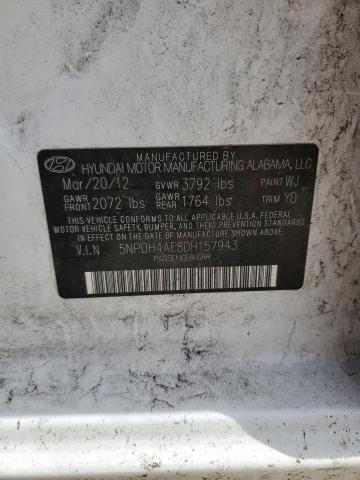 MANUFACTURED BY
HYUNDAI MOTOR MANUFACTURING ALABAMA, LLC
Mar/20/12 GVWR 3792 lbs PAINT WJ
GAWR FRONT 2072 lbs GAWR REAR 1764 lbs TRIM YD
THIS VEHICLE CONFORMS TO ALL APPLICABLE FEDERAL MOTOR
VEHICLE SAFETY, BUMPER, AND THEFT PREVENTION STANDARDS
IN EFFECT ON THE DATE OF MANUFACTURE SHOWN ABOVE.
V.I.N 5NPDH4AE8DH157943
PASSENGER-CAR